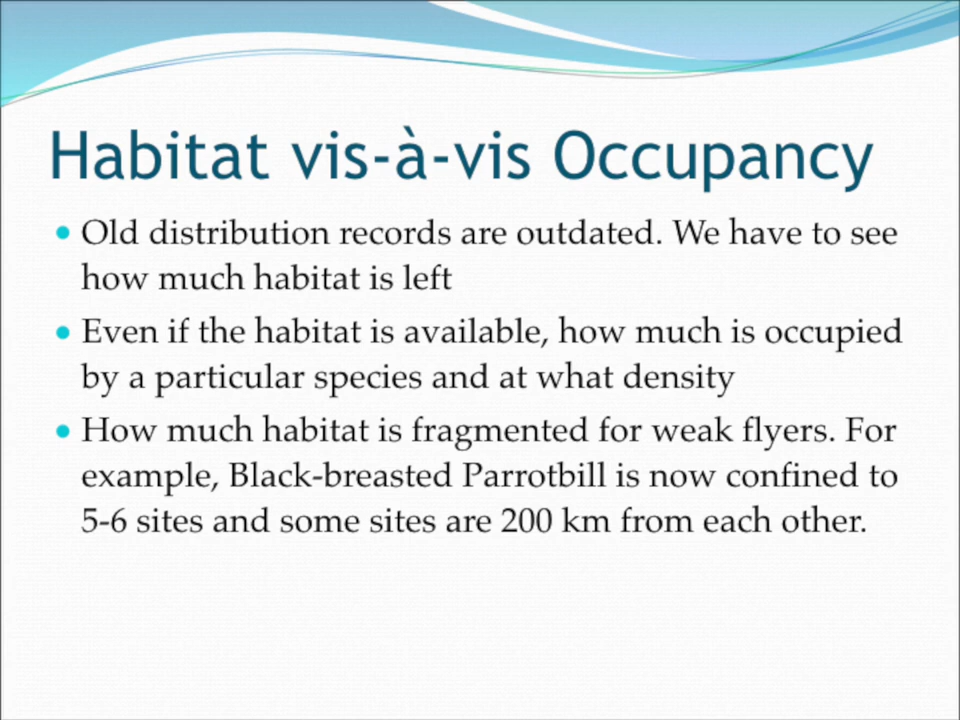 Habitat vis-à-vis Occupancy
• Old distribution records are outdated. We have to see
how much habitat is left
• Even if the habitat is available, how much is occupied
by a particular species and at what density
• How much habitat is fragmented for weak flyers. For
example, Black-breasted Parrotbill is now confined to
5-6 sites and some sites are 200 km from each other.